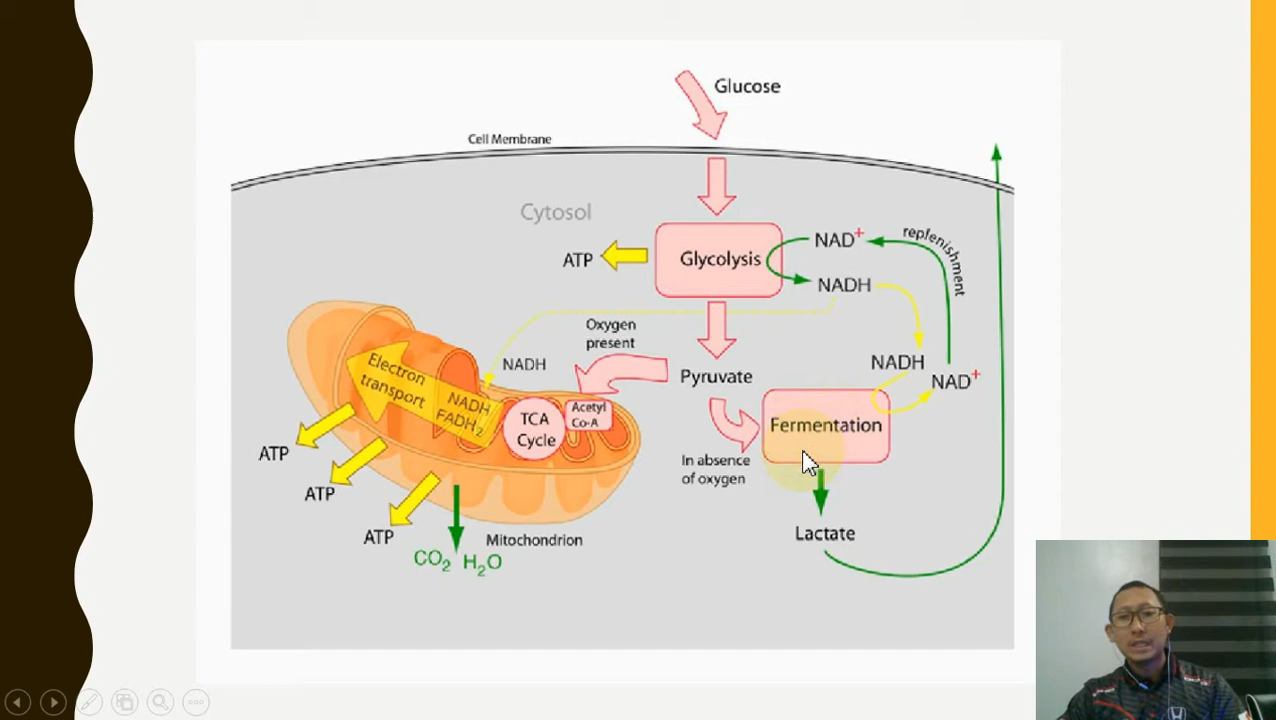 Glucose
Cell Membrane
Cytosol
ATP
Glycolysis
NAD+
replenishment
NADH
Oxygen
present
NADH
Pyruvate
NADH
NAD+
Electron
transport
NADH
FADH2
TCA
Cycle
Acetyl
Co-A
Fermentation
In absence
of oxygen
ATP
ATP
ATP
Mitochondrion
CO2 H2O
Lactate